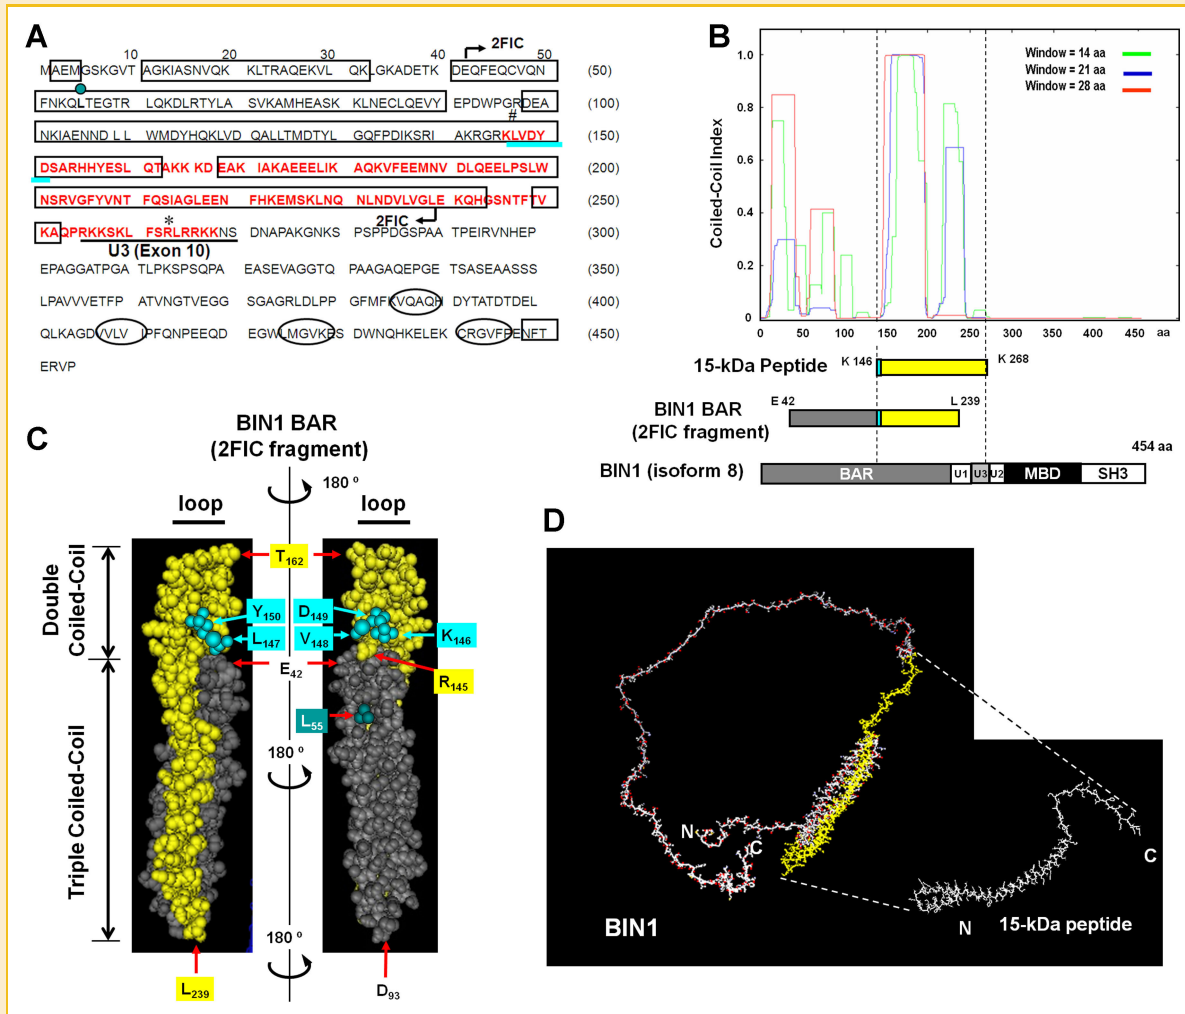 A
10 20 30 40 50
2FIC
MAEMGSKGVT AGKIASNVQK KLTRAQEKVL QKLGKADETK DEQFEQCVQN (50)
FNKQLTEGTR LQKDLRTYLA SVKAMHEASK KLNECLQEVY EPDWPGRDEA (100)
#
NKIAENND L L WMDYHQKLVD QALLTMDTYL GQFPDIKSRI AKRGRKLVDY (150)
DSARHHYESL QTAKK KD EAK IAKAEEELIK AQKVFEEMNV DLQEELPSLW (200)
NSRVGFYVNT FQSIAGLEEN FHKEMSKLNQ NLNDVLVGLE KQHGSNTFTV (250)
* 2FIC
KAQPRKKSKL FSRLRRKKNS DNAPAKGNKS PSPPDGSPAA TPEIRVNHEP (300)
U3 (Exon 10)
EPAGGATPGA TLPKSPSQPA EASEVAGGTQ PAAGAQEPGE TSASEAASSS (350)
LPAVVVETFP ATVNGTVEGG SGAGRLDLPP GFMFKVQAQH DYTATDTDEL (400)
QLKAGDVVLV IPFQNPEEQD EGWLMGVKES DWNQHKELEK CRGVFPENFT (450)
ERVP
B
Coiled-Coil Index
1.0
0.8
0.6
0.4
0.2
0
Window = 14 aa
Window = 21 aa
Window = 28 aa
0 50 100 150 200 250 300 350 400 450 aa
15-kDa Peptide K 146 K 268
BIN1 BAR
(2FIC fragment)
E 42 L 239
454 aa
BIN1 (isoform 8) BAR U1 U3 U2 MBD SH3
C
BIN1 BAR
(2FIC fragment)
180 º
loop loop
Double
Coiled-Coil
Triple Coiled-Coil
T162
Y150 D149
L147 V148 K146
E42
R145
L55
180 º
180 º
L239 D93
D
N
C
BIN1
N
C
15-kDa peptide